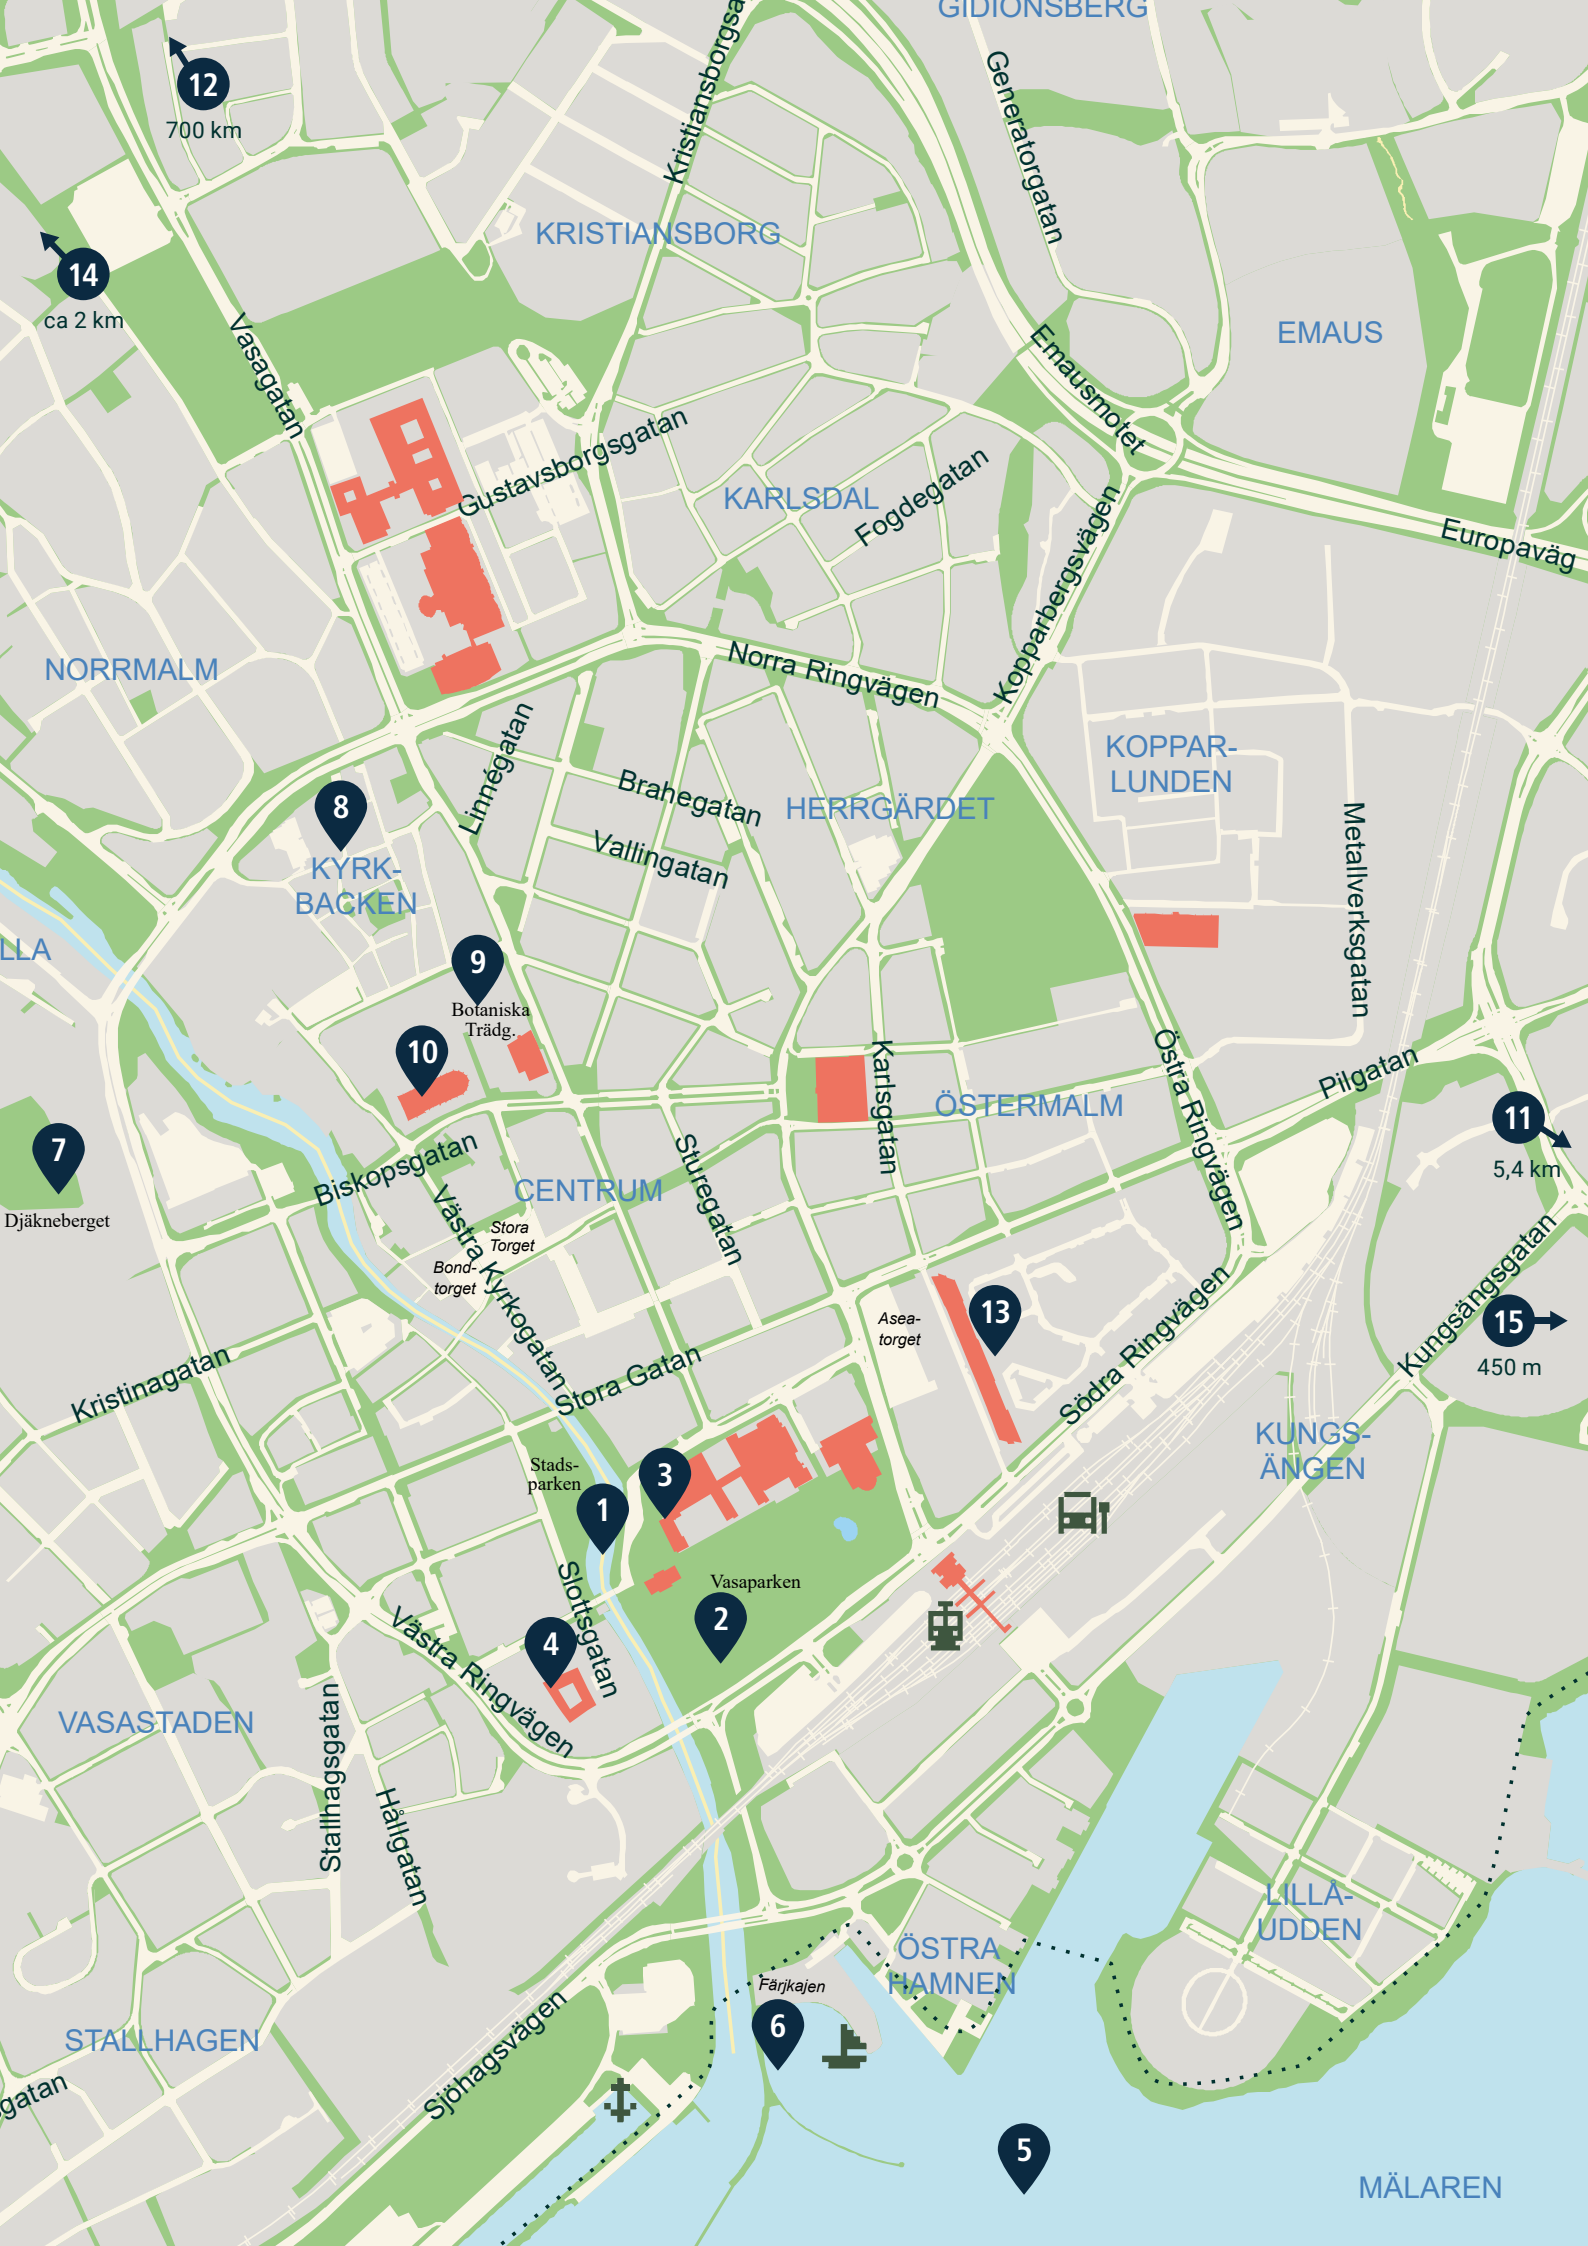 GIDIONSBERG
Kristiansborgsa
Generatorgatan
12
700 km
KRISTIANSBORG
14
ca 2 km
Vasagatan
EMAUS
Emausmotet
Gustavsborgsgatan
KARLSDAL
Fogdegatan
Kopparbergsvägen
Europaväg
NORRMALM
Norra Ringvägen
Linnégatan
KOPPAR-
LUNDEN
8
Brahegatan
HERRGÄRDET
Vallingatan
Metallverksgatan
KYRK-
BACKEN
LLA
9
Botaniska
Trädg.
10
Karlsgatan
Östra Ringvägen
Pilgatan
ÖSTERMALM
11
5,4 km
7
Djäkneberget
Biskopsgatan
CENTRUM
Sturegatan
Västra Kyrkogatan
Stora
Torget
Bond-
torget
Kungsängsgatan
13
Asea-
torget
15
450 m
Södra Ringvägen
Kristinagatan
Stora Gatan
KUNGS-
ÄNGEN
Stads-
parken
3
1
Slottsgatan
Vasaparken
2
4
Västra Ringvägen
VASASTADEN
Stallhagsgatan
Hållgatan
LILLÅ-
UDDEN
ÖSTRA
HAMNEN
Färjkajen
6
STALLHAGEN
Sjöhagsvägen
gatan
5
MÄLAREN